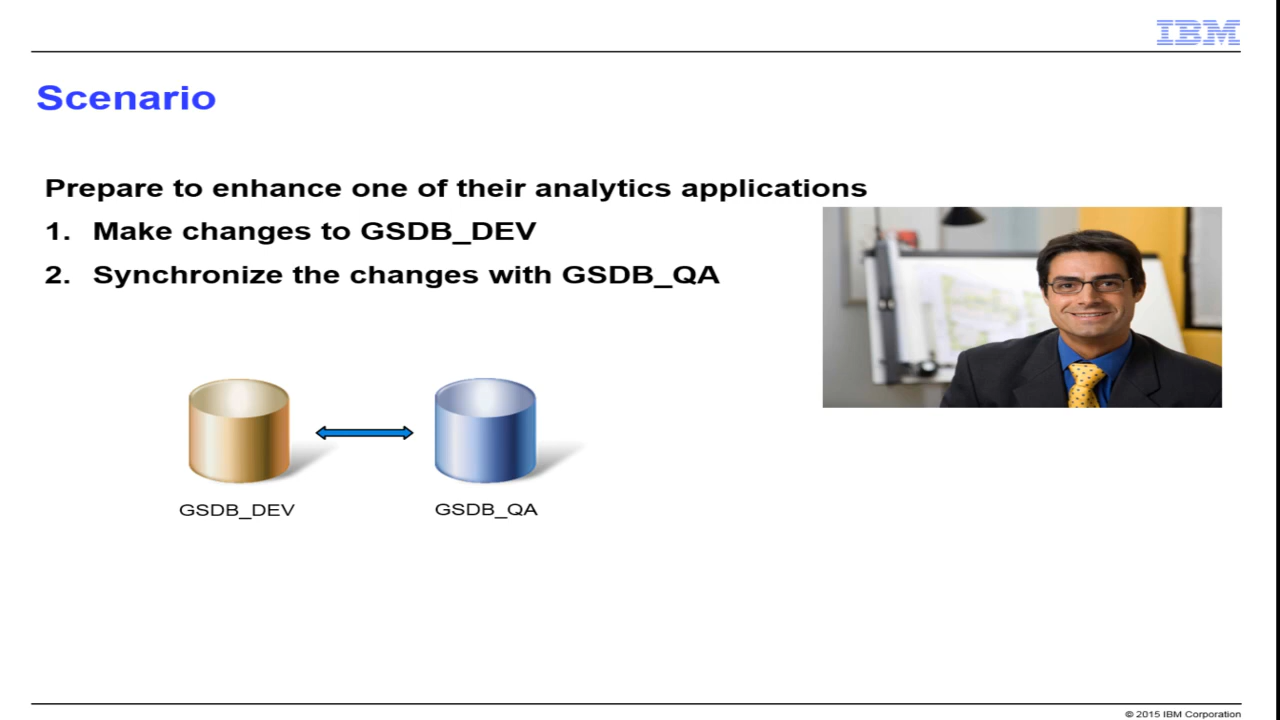 IBM
Scenario
Prepare to enhance one of their analytics applications
1. Make changes to GSDB_DEV
2. Synchronize the changes with GSDB_QA
GSDB_DEV
GSDB_QA
© 2015 IBM Corporation